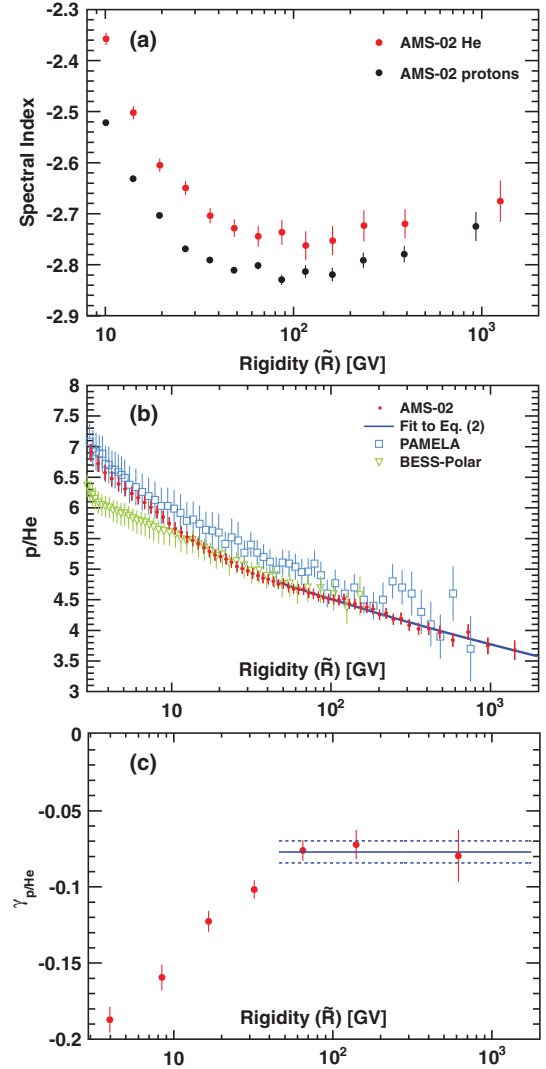 (a)
AMS-02 He
AMS-02 protons
Spectral Index
-2.3
-2.4
-2.5
-2.6
-2.7
-2.8
-2.9
10 10² 10³
Rigidity (R̃) [GV]
(b)
AMS-02
Fit to Eq. (2)
PAMELA
BESS-Polar
p/He
8
7.5
7
6.5
6
5.5
5
4.5
4
3.5
3
Rigidity (R̃) [GV]
10 10² 10³
(c)
γp/He
0
-0.05
-0.1
-0.15
-0.2
Rigidity (R̃) [GV]
10 10² 10³